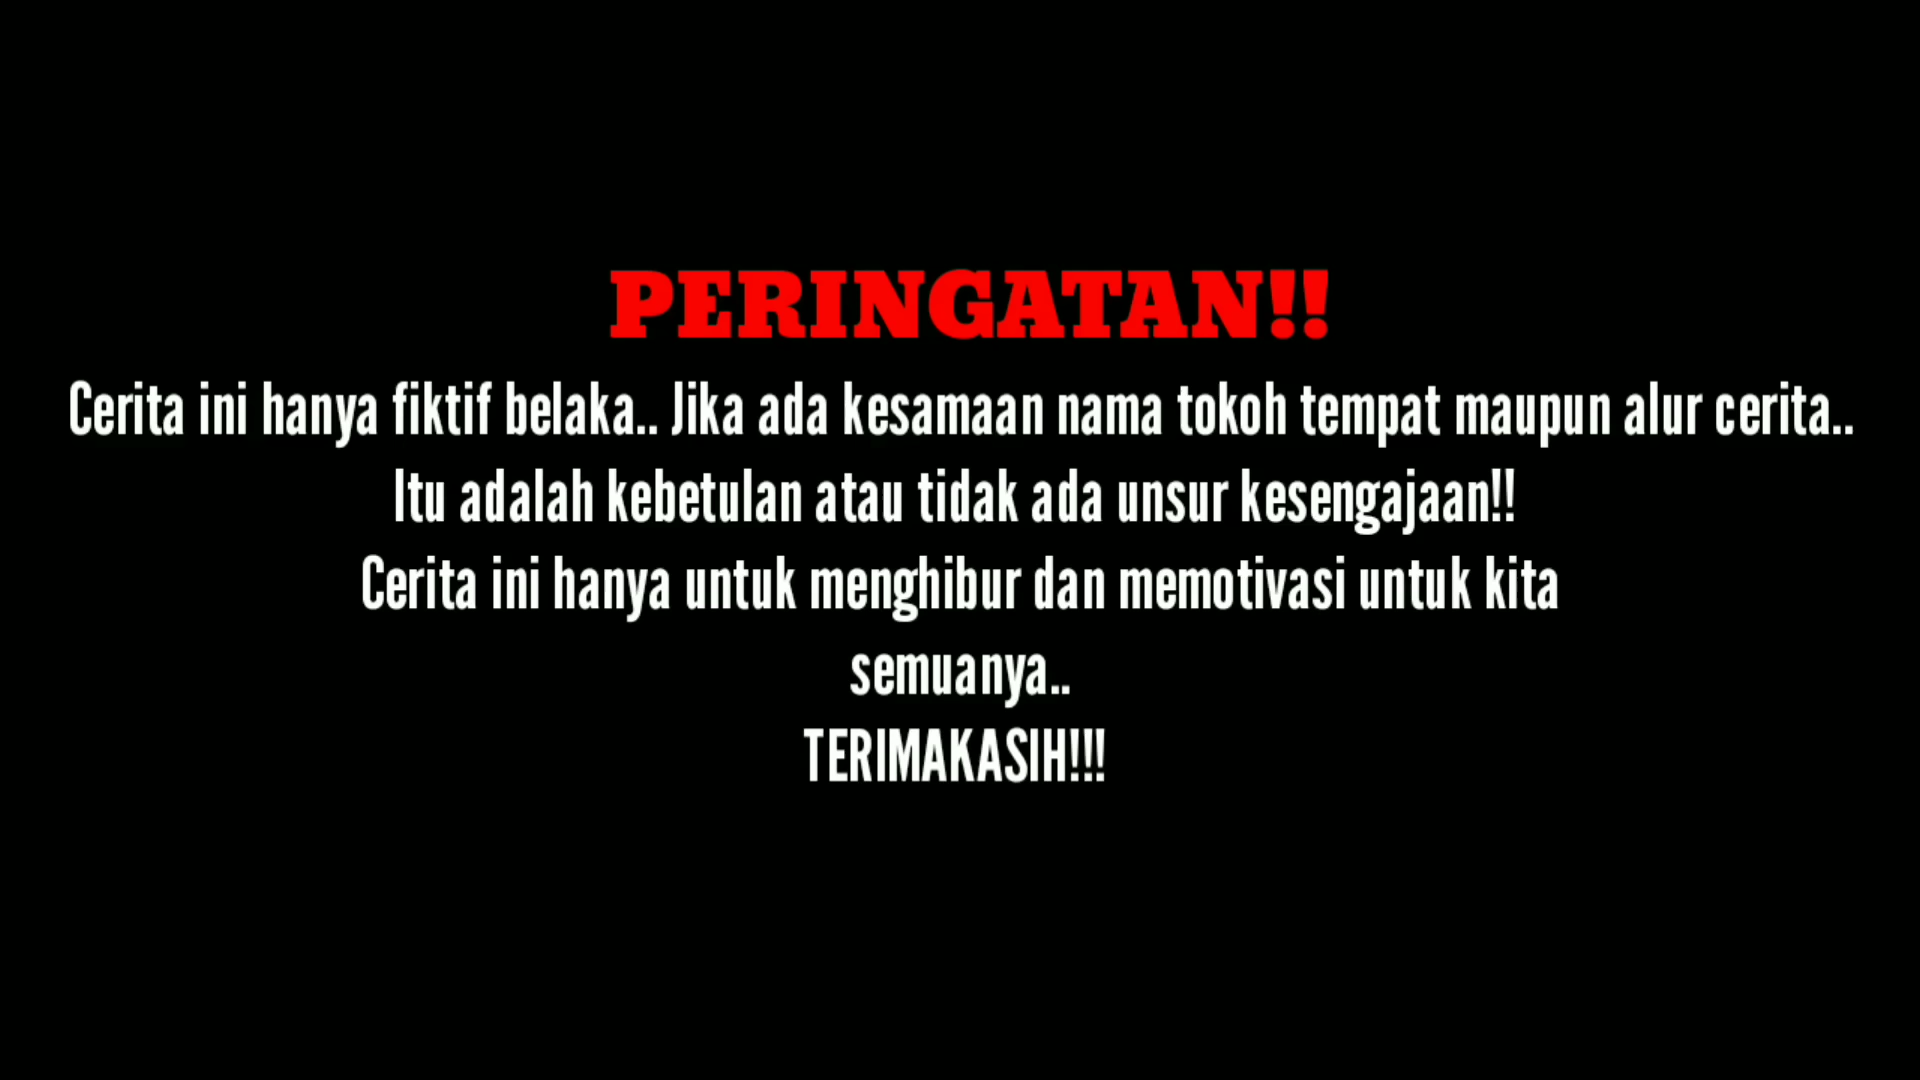 PERINGATAN!!
Cerita ini hanya fiktif belaka.. Jika ada kesamaan nama tokoh tempat maupun alur cerita..
Itu adalah kebetulan atau tidak ada unsur kesengajaan!!
Cerita ini hanya untuk menghibur dan memotivasi untuk kita
semuanya..
TERIMAKASIH!!!